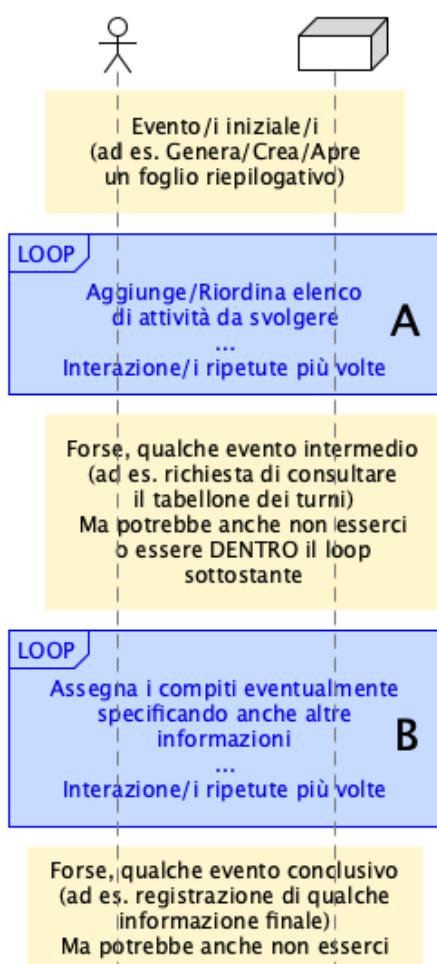 Evento/i iniziale/i
(ad es. Genera/Crea/Apre
un foglio riepilogativo)
LOOP
Aggiunge/Riordina elenco
di attività da svolgere
...
Interazione/i ripetute più volte
A
Forse, qualche evento intermedio
(ad es. richiesta di consultare
il tabellone dei turni)
Ma potrebbe anche non esserci
o essere DENTRO il loop
sottostante
LOOP
Assegna i compiti eventualmente
specificando anche altre
informazioni
...
Interazione/i ripetute più volte
B
Forse, qualche evento conclusivo
(ad es. registrazione di qualche
informazione finale)
Ma potrebbe anche non esserci